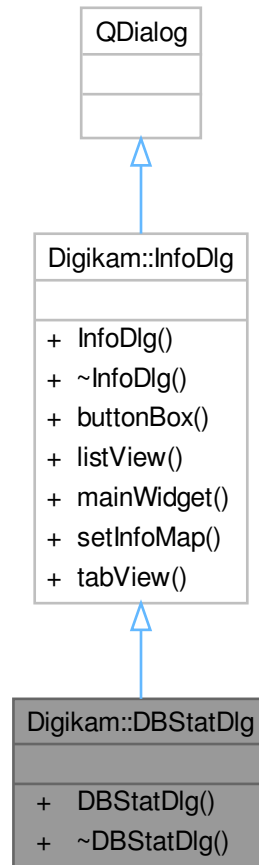 QDialog
Digikam::InfoDlg
+ InfoDlg()
+ ~InfoDlg()
+ buttonBox()
+ listView()
+ mainWidget()
+ setInfoMap()
+ tabView()
Digikam::DBStatDlg
+ DBStatDlg()
+ ~DBStatDlg()